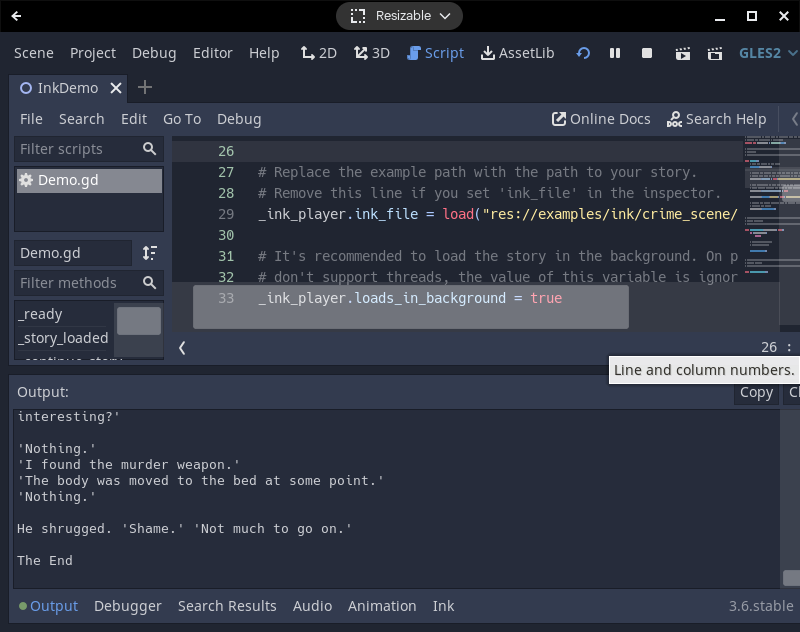 Resizable
Scene Project Debug Editor Help 2D 3D Script AssetLib GLES2
InkDemo
File Search Edit Go To Debug Online Docs Search Help
Filter scripts
Demo.gd
Demo.gd
Filter methods
_ready
_story_loaded
_continue_story
26
27 # Replace the example path with the path to your story.
28 # Remove this line if you set 'ink_file' in the inspector.
29 _ink_player.ink_file = load("res://examples/ink/crime_scene/
30
31 # It's recommended to load the story in the background. On p
32 # don't support threads, the value of this variable is ignor
33 _ink_player.loads_in_background = true
26 :
Line and column numbers.
Output: Copy Cl
interesting?'
'Nothing.'
'I found the murder weapon.'
'The body was moved to the bed at some point.'
'Nothing.'
He shrugged. 'Shame.' 'Not much to go on.'
The End
Output Debugger Search Results Audio Animation Ink 3.6.stable